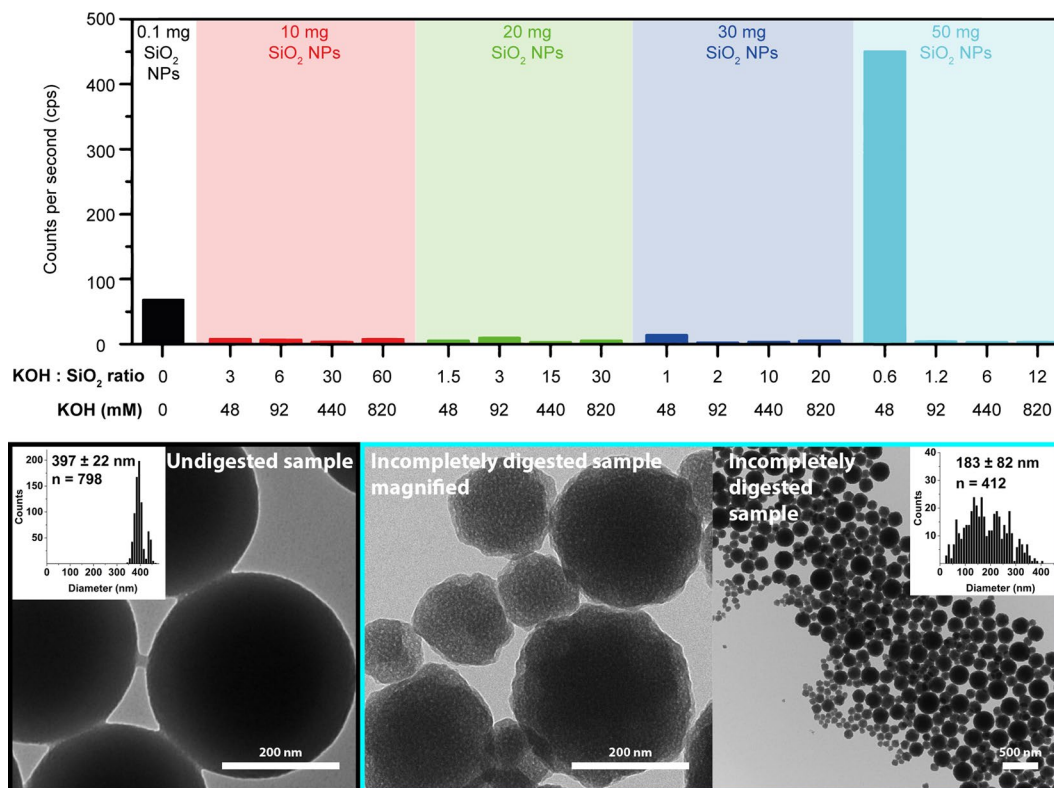 Counts per second (cps)
500
400
300
200
100
0
0.1 mg
SiO₂
NPs
10 mg
SiO₂ NPs
20 mg
SiO₂ NPs
30 mg
SiO₂ NPs
50 mg
SiO₂ NPs
KOH : SiO₂ ratio 0 3 6 30 60 1.5 3 15 30 1 2 10 20 0.6 1.2 6 12
KOH (mM) 0 48 92 440 820 48 92 440 820 48 92 440 820 48 92 440 820
Undigested sample
397 ± 22 nm
n = 798
Counts
200
150
100
50
0 100 200 300 400
Diameter (nm)
200 nm
Incompletely digested sample
magnified
200 nm
Incompletely
digested
sample
183 ± 82 nm
n = 412
Counts
40
30
20
10
0
0 100 200 300 400
Diameter (nm)
500 nm